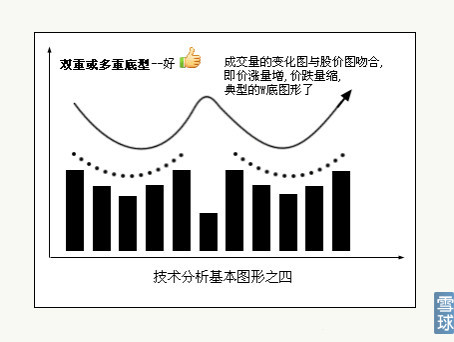 双重或多重底型--好
成交量的变化图与股价图吻合,
即价涨量增,价跌量缩,
典型的W底图形了
技术分析基本图形之四
雪球